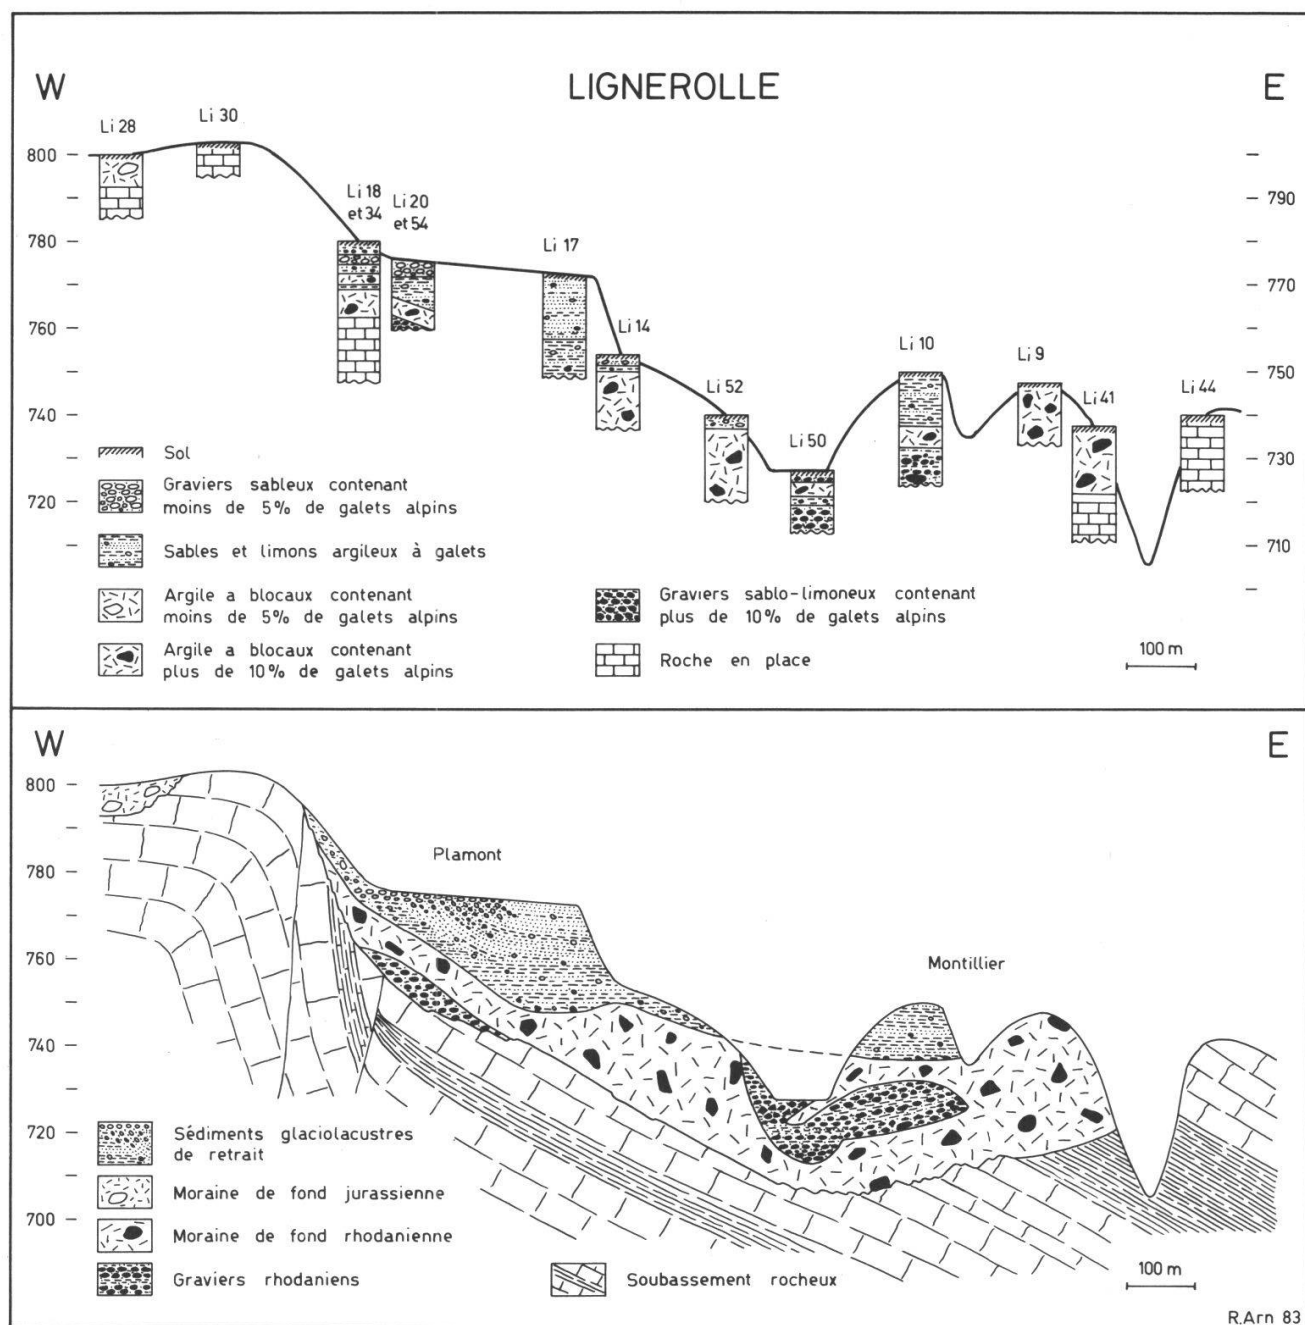 W LIGNEROLLE E
Li 28
Li 30
Li 18
et 34
Li 20
et 54
Li 17
Li 14
Li 52
Li 50
Li 10
Li 9
Li 41
Li 44
800
780
760
740
720
790
770
750
730
710
Sol
Graviers sableux contenant
moins de 5% de galets alpins
Sables et limons argileux à galets
Argile a blocaux contenant
moins de 5% de galets alpins
Argile a blocaux contenant
plus de 10% de galets alpins
Graviers sablo-limoneux contenant
plus de 10% de galets alpins
Roche en place
100 m
W E
800
780
760
740
720
700
Plamont
Montillier
Sédiments glaciolacustres
de retrait
Moraine de fond jurassienne
Moraine de fond rhodanienne
Graviers rhodaniens
Soubassement rocheux
100 m
R.Arn 83